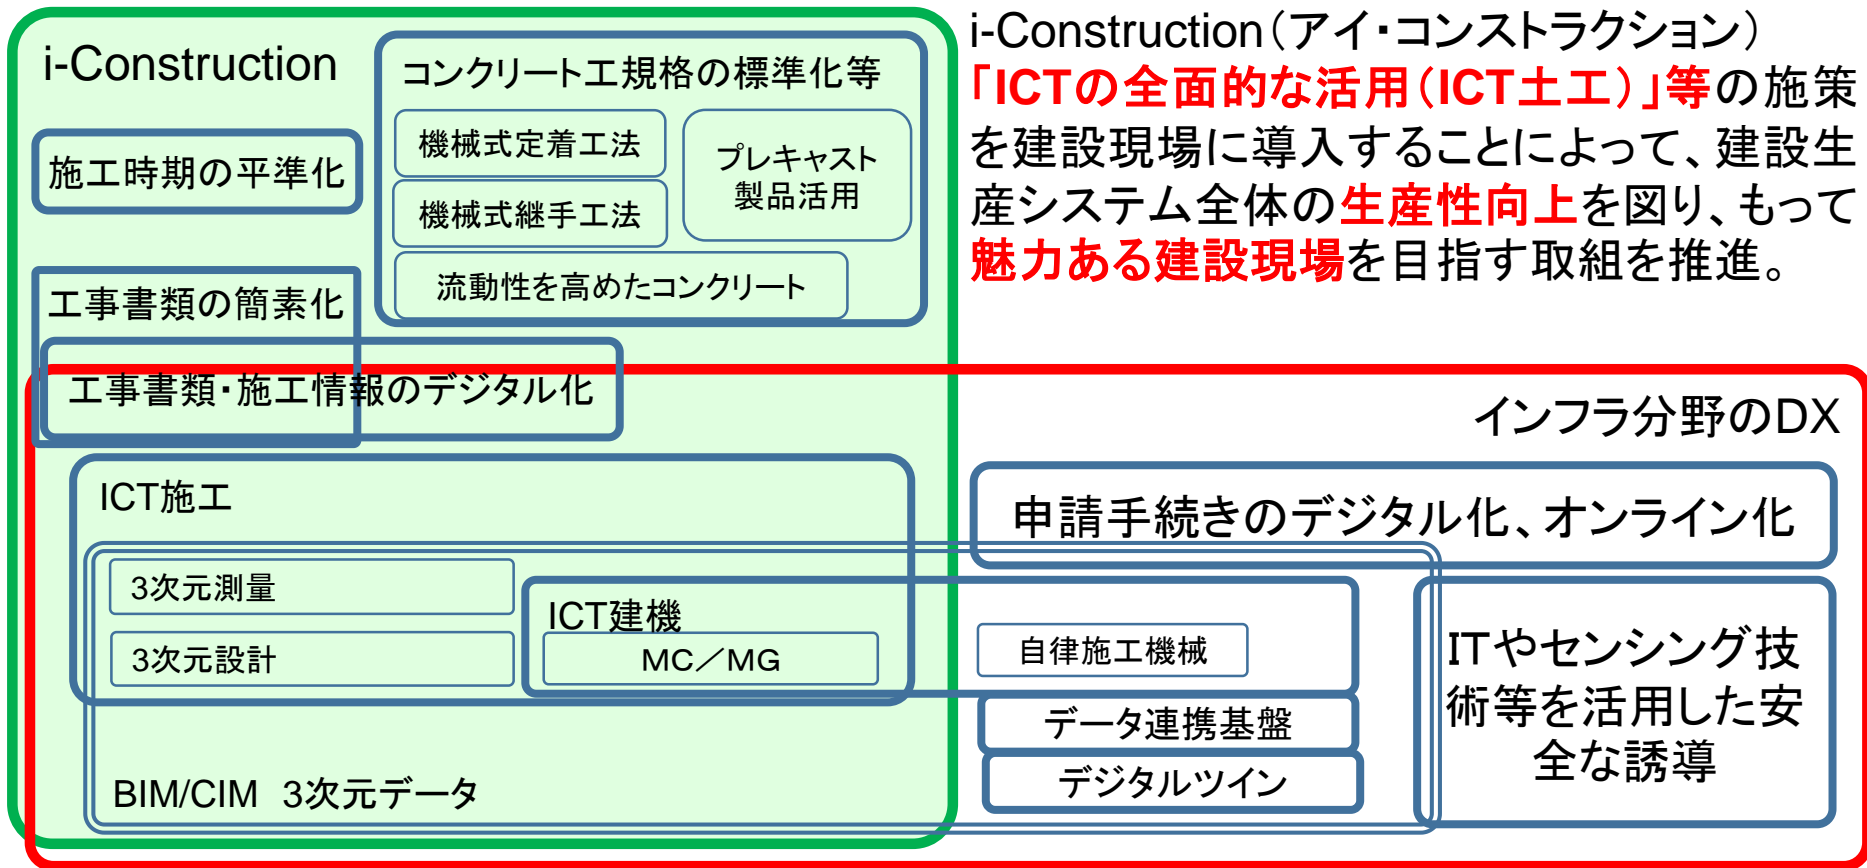 i-Construction
コンクリート工規格の標準化等
機械式定着工法
プレキャスト
製品活用
施工時期の平準化
機械式継手工法
流動性を高めたコンクリート
工事書類の簡素化
工事書類・施工情報のデジタル化
i-Construction(アイ・コンストラクション)
「ICTの全面的な活用(ICT土工)」等の施策
を建設現場に導入することによって、建設生
産システム全体の生産性向上を図り、もって
魅力ある建設現場を目指す取組を推進。
インフラ分野のDX
ICT施工
申請手続きのデジタル化、オンライン化
3次元測量
ICT建機
3次元設計
MC/MG
自律施工機械
ITやセンシング技
術等を活用した安
全な誘導
データ連携基盤
デジタルツイン
BIM/CIM 3次元データ